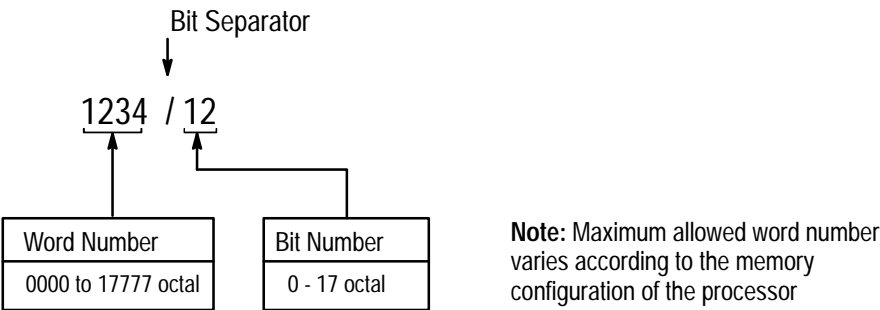 Bit Separator
1234 / 12
Word Number
0000 to 17777 octal
Bit Number
0 - 17 octal
Note: Maximum allowed word number
varies according to the memory
configuration of the processor